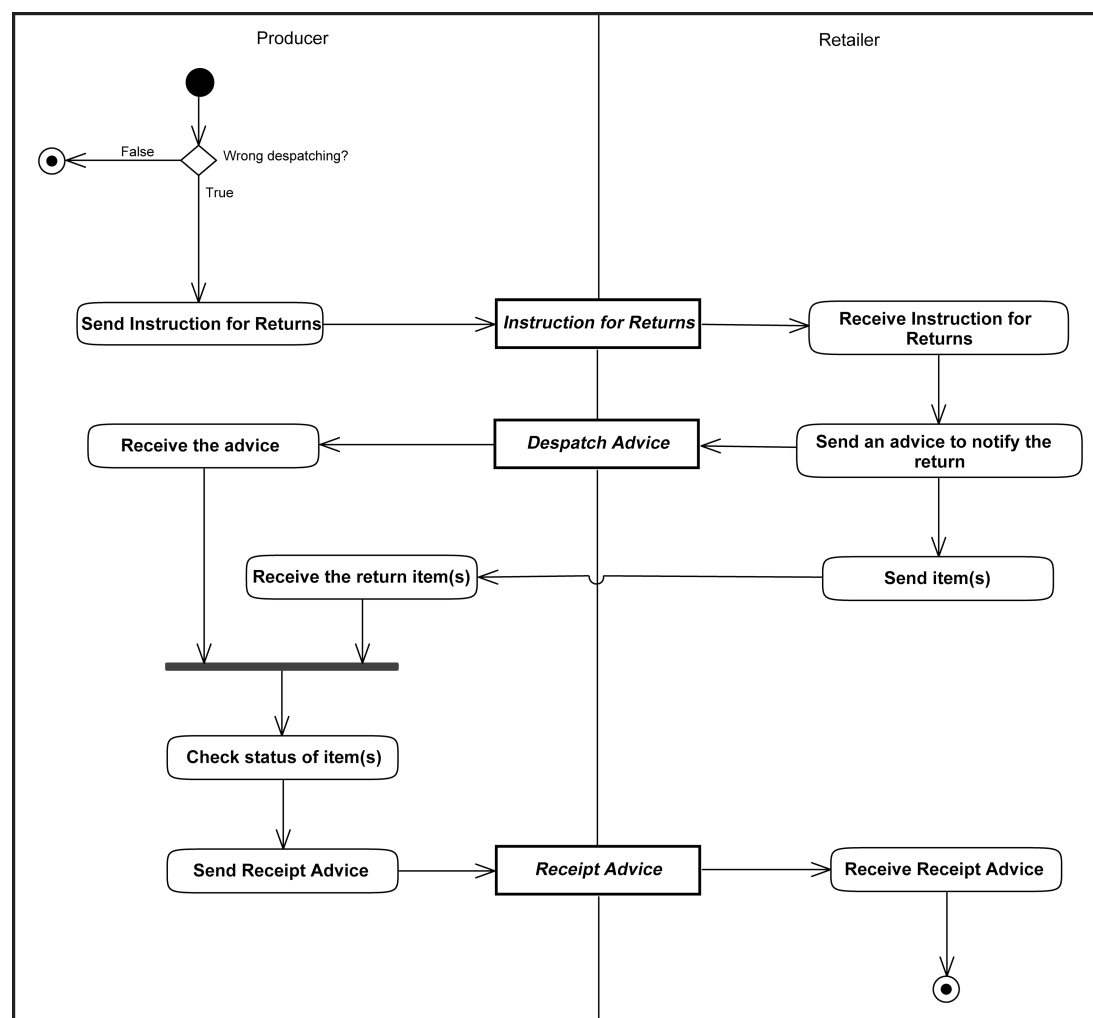 Producer
Retailer
False
Wrong despatching?
True
Send Instruction for Returns
Instruction for Returns
Receive Instruction for
Returns
Receive the advice
Despatch Advice
Send an advice to notify the
return
Receive the return item(s)
Send item(s)
Check status of item(s)
Send Receipt Advice
Receipt Advice
Receive Receipt Advice